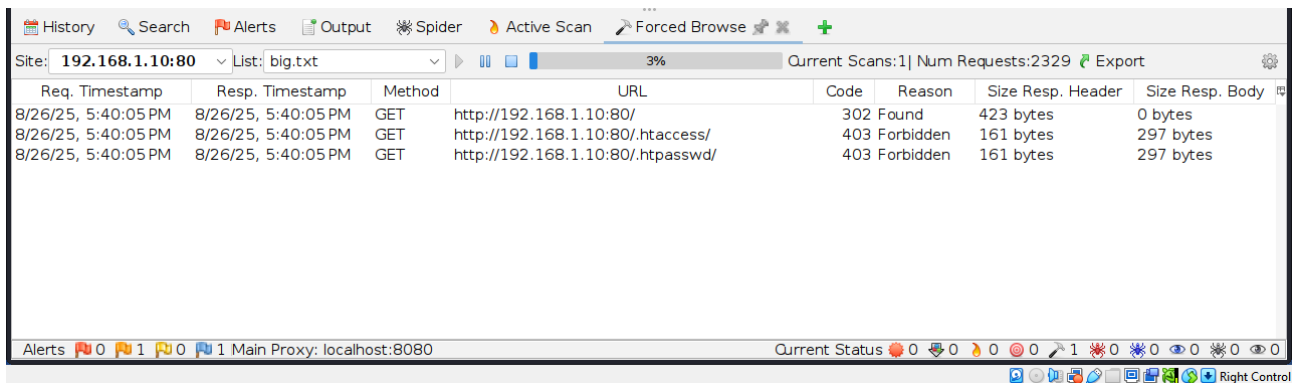 History Search Alerts Output Spider Active Scan Forced Browse
Site: 192.168.1.10:80 List: big.txt 3% Current Scans:1| Num Requests:2329 Export
Req. Timestamp Resp. Timestamp Method URL Code Reason Size Resp. Header Size Resp. Body
8/26/25, 5:40:05 PM 8/26/25, 5:40:05 PM GET http://192.168.1.10:80/ 302 Found 423 bytes 0 bytes
8/26/25, 5:40:05 PM 8/26/25, 5:40:05 PM GET http://192.168.1.10:80/.htaccess/ 403 Forbidden 161 bytes 297 bytes
8/26/25, 5:40:05 PM 8/26/25, 5:40:05 PM GET http://192.168.1.10:80/.htpasswd/ 403 Forbidden 161 bytes 297 bytes
Alerts 0 1 0 1 Main Proxy: localhost:8080 Current Status 0 0 0 0 1 0 0 0 0 0
Right Control